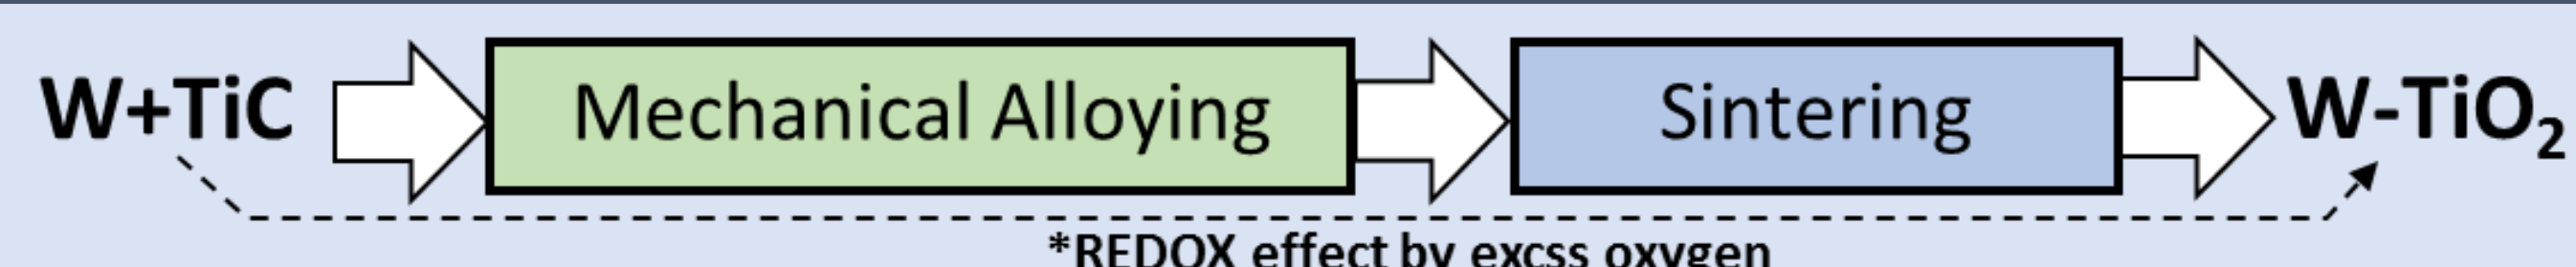 W+TiC Mechanical Alloying Sintering W-TiO₂
*REDOX effect by excss oxygen